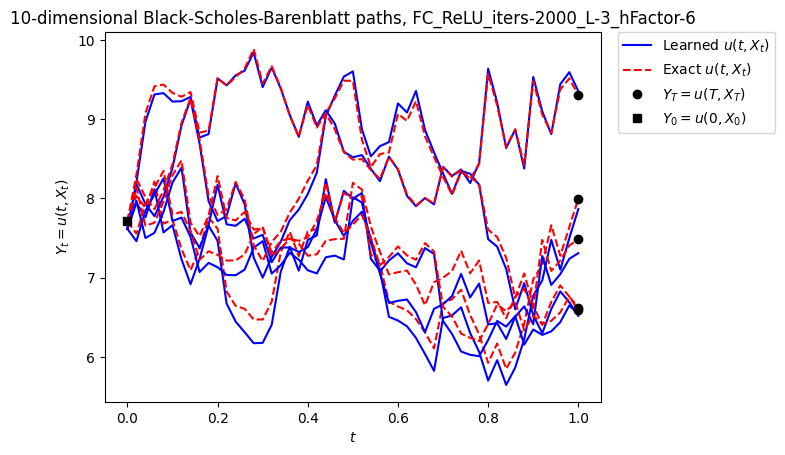 10-dimensional Black-Scholes-Barenblatt paths, FC_ReLU_iters-2000_L-3_hFactor-6
Learned u(t, X_t)
Exact u(t, X_t)
Y_T = u(T, X_T)
Y_0 = u(0, X_0)
Y_t = u(t, X_t)
10
9
8
7
6
0.0 0.2 0.4 0.6 0.8 1.0
t